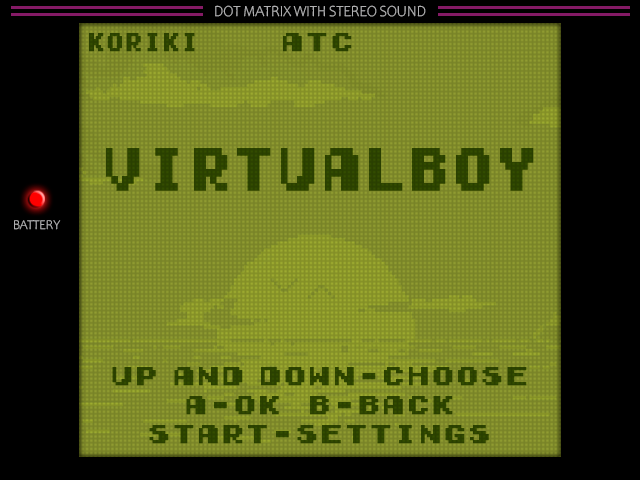 DOT MATRIX WITH STEREO SOUND
KORIKI ATC
VIRTUALBOY
BATTERY
UP AND DOWN-CHOOSE
A-OK B-BACK
START-SETTINGS